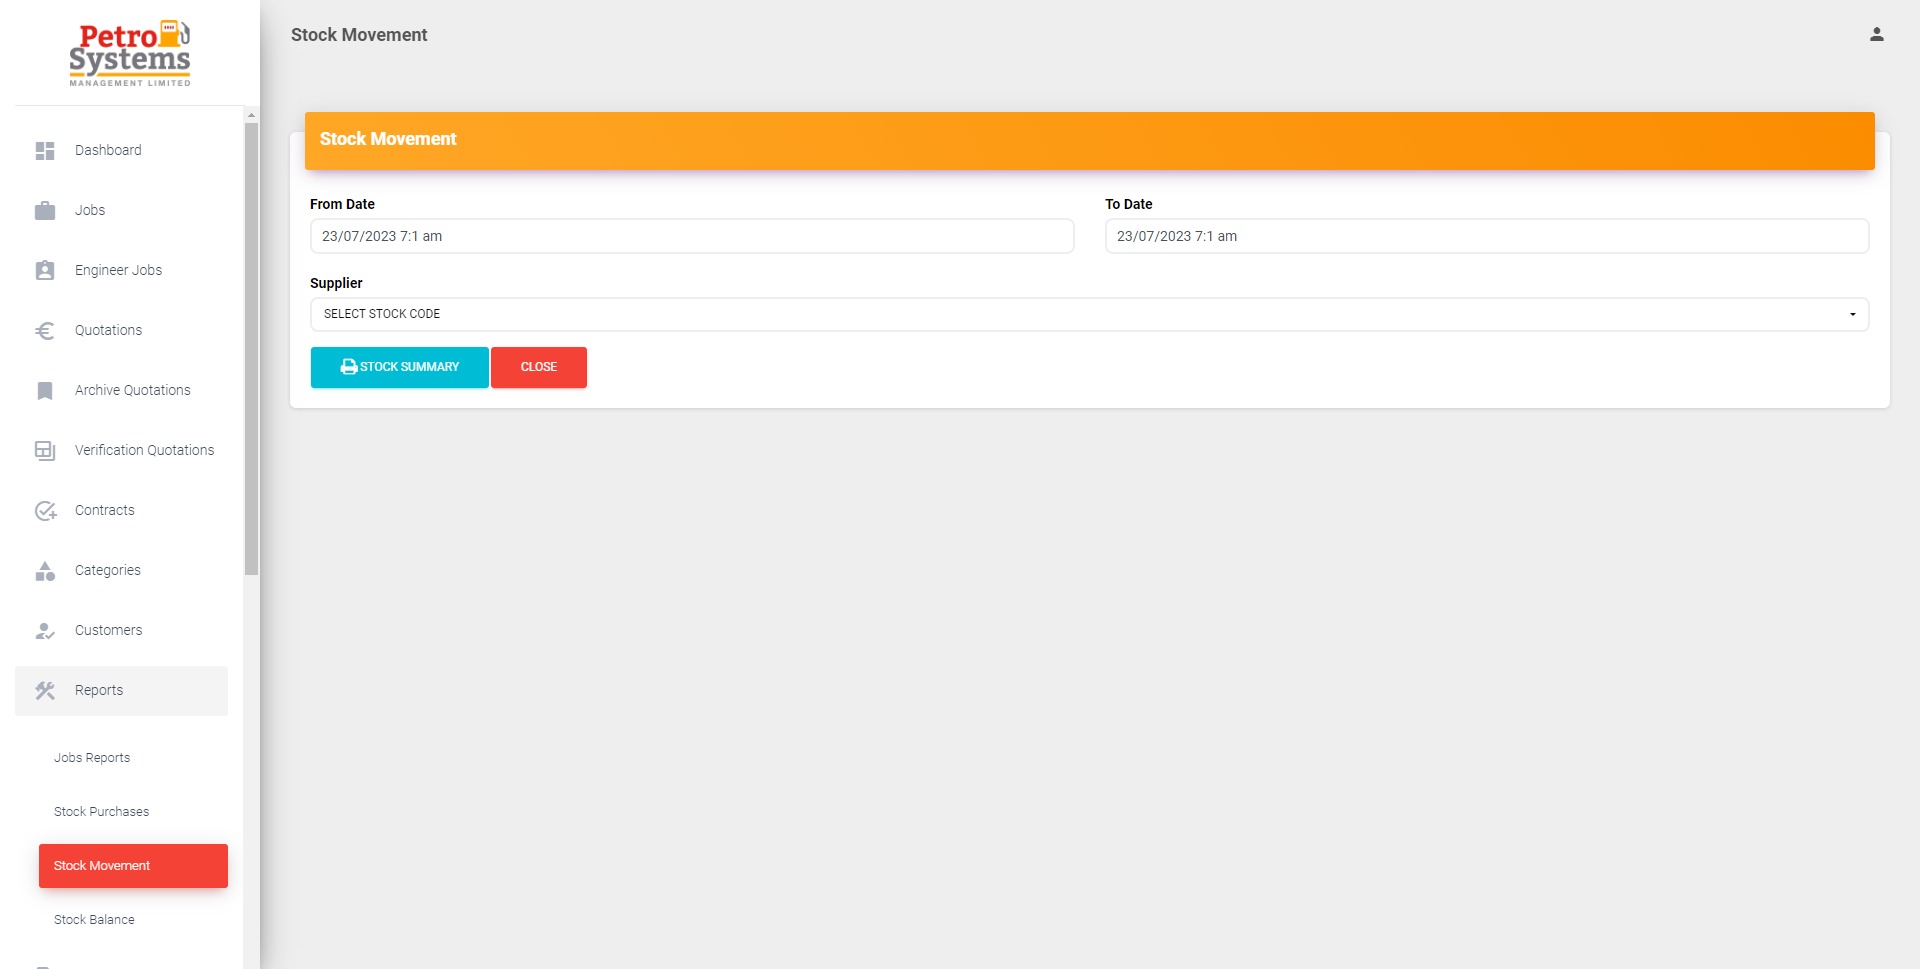 Petro
Systems
MANAGEMENT LIMITED
Dashboard
Jobs
Engineer Jobs
Quotations
Archive Quotations
Verification Quotations
Contracts
Categories
Customers
Reports
Jobs Reports
Stock Purchases
Stock Movement
Stock Balance
Stock Movement
Stock Movement
From Date
To Date
23/07/2023 7:1 am
23/07/2023 7:1 am
Supplier
SELECT STOCK CODE
STOCK SUMMARY
CLOSE